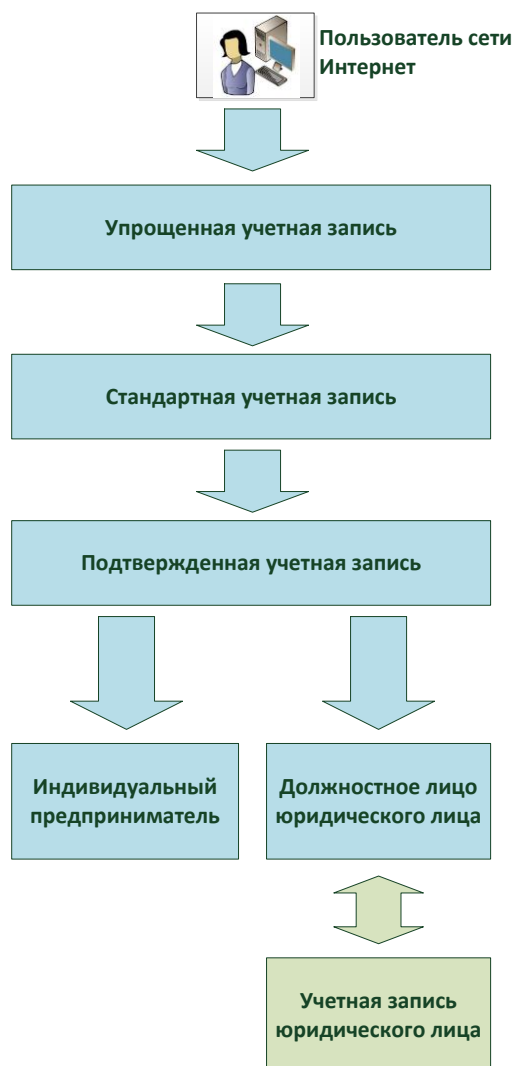 Пользователь сети
Интернет
Упрощенная учетная запись
Стандартная учетная запись
Подтвержденная учетная запись
Индивидуальный
предприниматель
Должностное лицо
юридического лица
Учетная запись
юридического лица